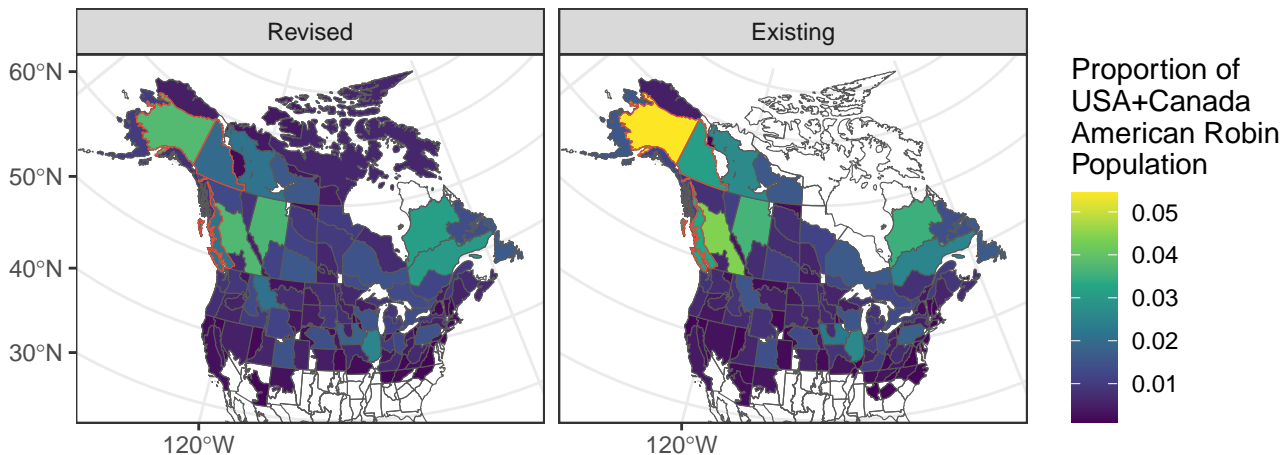 Revised
Existing
60°N
50°N
40°N
30°N
120°W
120°W
Proportion of
USA+Canada
American Robin
Population
0.05
0.04
0.03
0.02
0.01